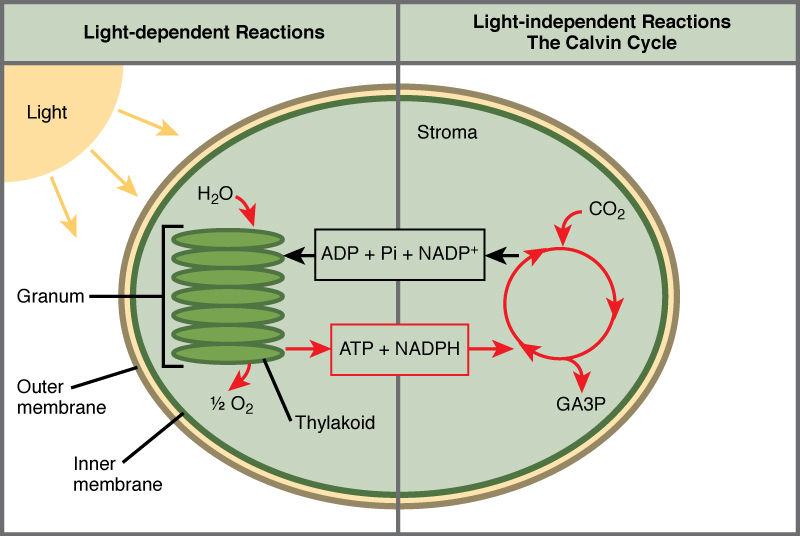 Light-dependent Reactions
Light-independent Reactions
The Calvin Cycle
Light
Stroma
H₂O
CO₂
ADP + Pi + NADP⁺
Granum
ATP + NADPH
Outer
membrane
½ O₂
GA3P
Thylakoid
Inner
membrane